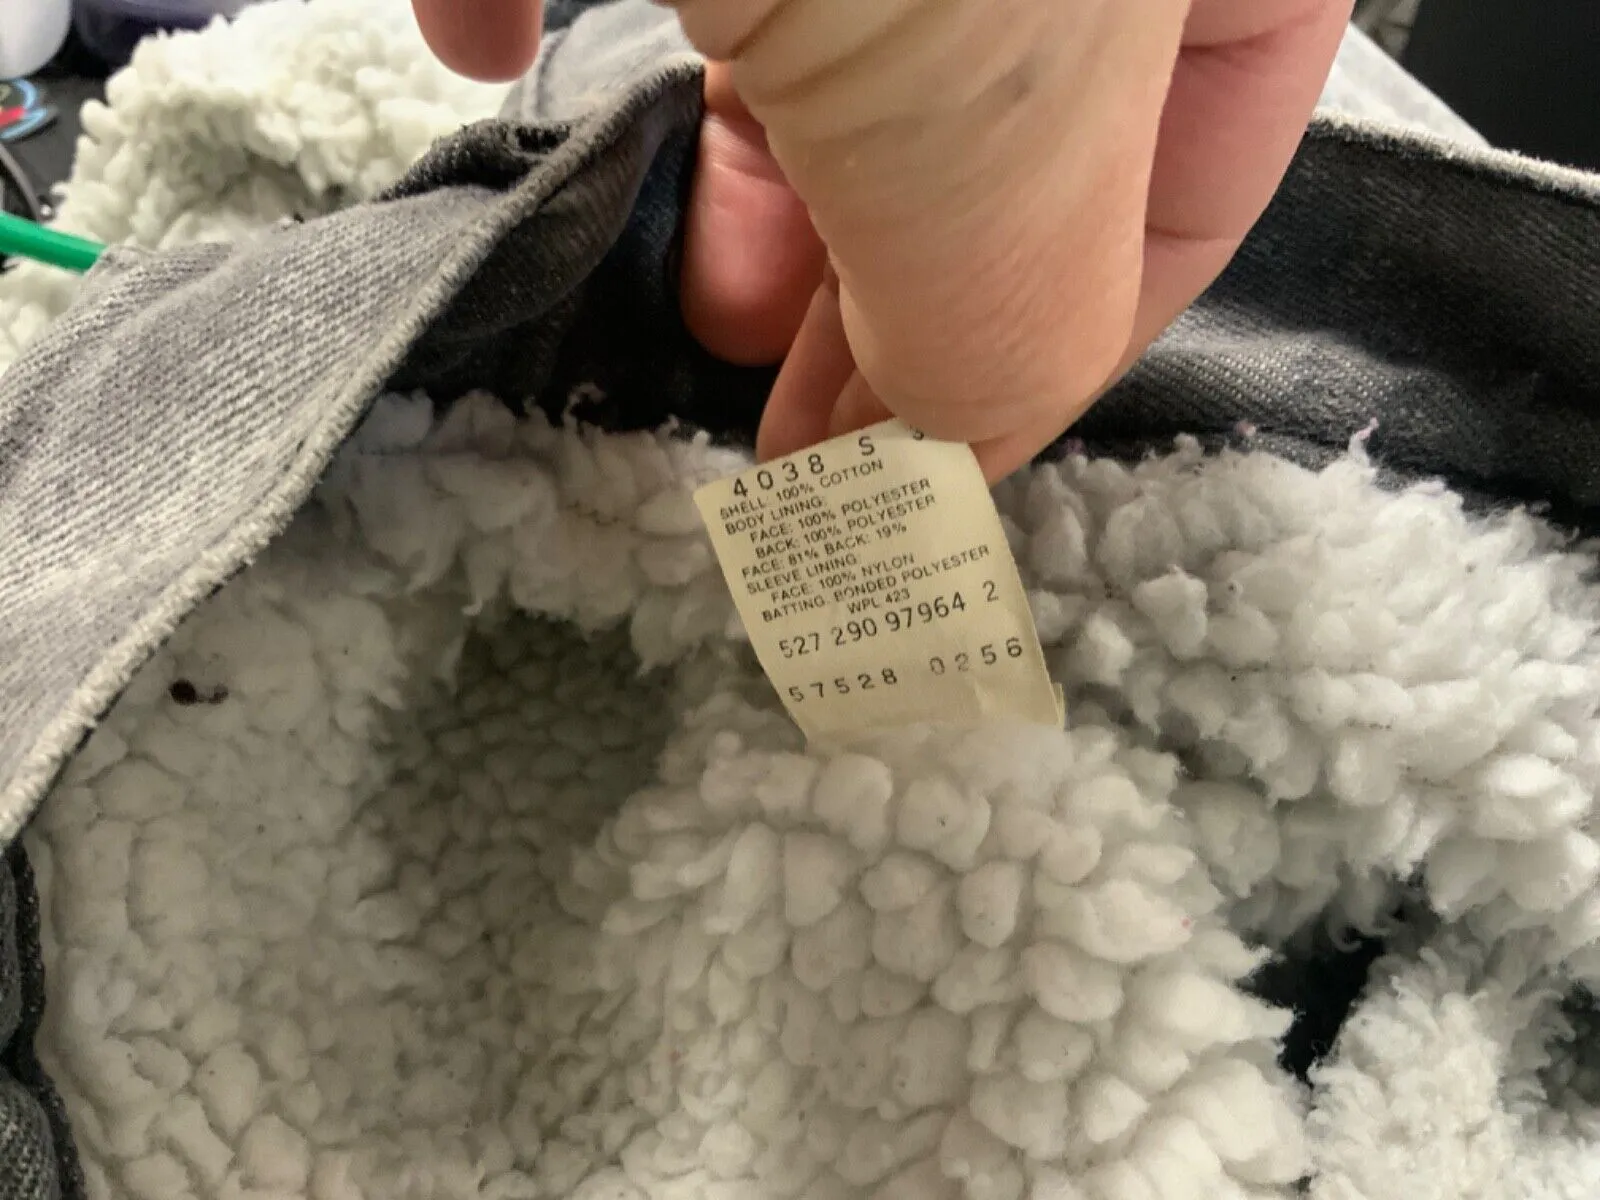 4038 S
SHELL: 100% COTTON
BODY LINING:
FACE: 100% POLYESTER
BACK: 100% POLYESTER
FACE: 81% BACK: 19%
SLEEVE LINING:
FACE: 100% NYLON
BATTING: BONDED POLYESTER
WPL 423
527 290 97964 2
57528 0256